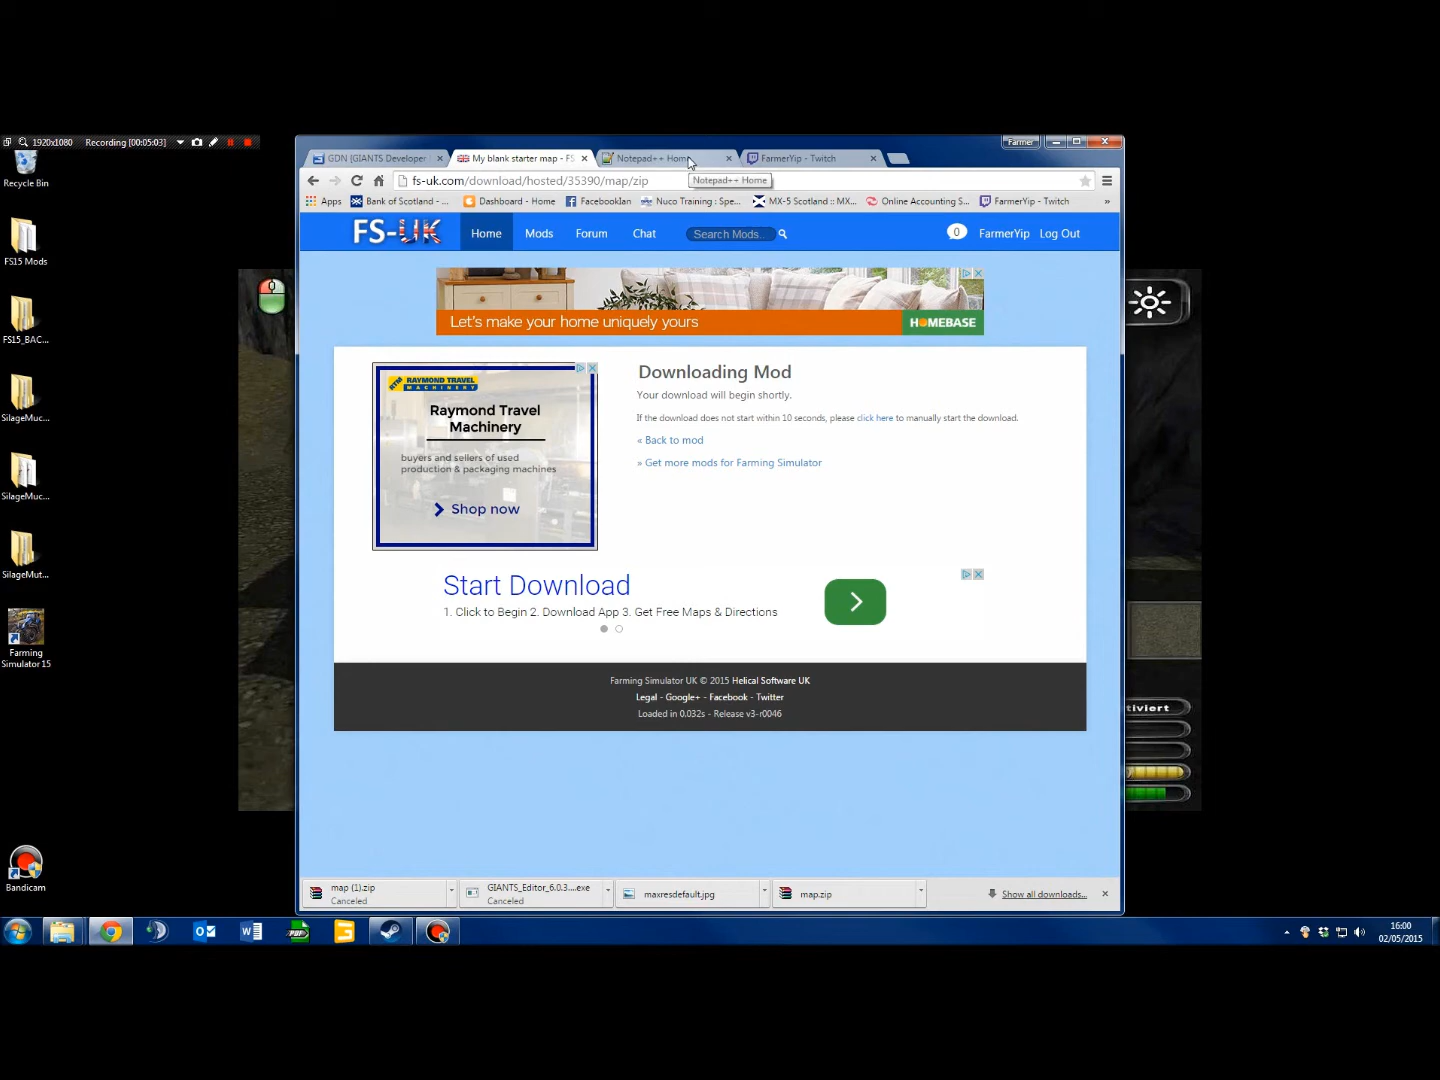 1920x1080 Recording [00:05:03]
Farmer
GDN (GIANTS Developer
My blank starter map - FS
Notepad++ Home
FarmerYip - Twitch
fs-uk.com/download/hosted/35390/map/zip
Notepad++ Home
Apps
Bank of Scotland - ...
Dashboard - Home
FacebookIan
Nuco Training : Spe...
MX-5 Scotland :: MX...
Online Accounting S...
FarmerYip - Twitch
»
FS-UK
Home
Mods
Forum
Chat
Search Mods..
0
FarmerYip
Log Out
Let's make your home uniquely yours
HOMEBASE
RTM RAYMOND TRAVEL
MACHINERY
Raymond Travel
Machinery
buyers and sellers of used
production & packaging machines
Shop now
Downloading Mod
Your download will begin shortly.
If the download does not start within 10 seconds, please click here to manually start the download.
« Back to mod
» Get more mods for Farming Simulator
Start Download
1. Click to Begin 2. Download App 3. Get Free Maps & Directions
Farming Simulator UK © 2015 Helical Software UK
Legal - Google+ - Facebook - Twitter
Loaded in 0.032s - Release v3-r0046
map (1).zip
Canceled
GIANTS_Editor_6.0.3....exe
Canceled
maxresdefault.jpg
map.zip
Show all downloads...
Recycle Bin
FS15 Mods
FS15_BAC...
SilageMuc...
SilageMuc...
SilageMut...
Farming
Simulator 15
Bandicam
tiviert
16:00
02/05/2015